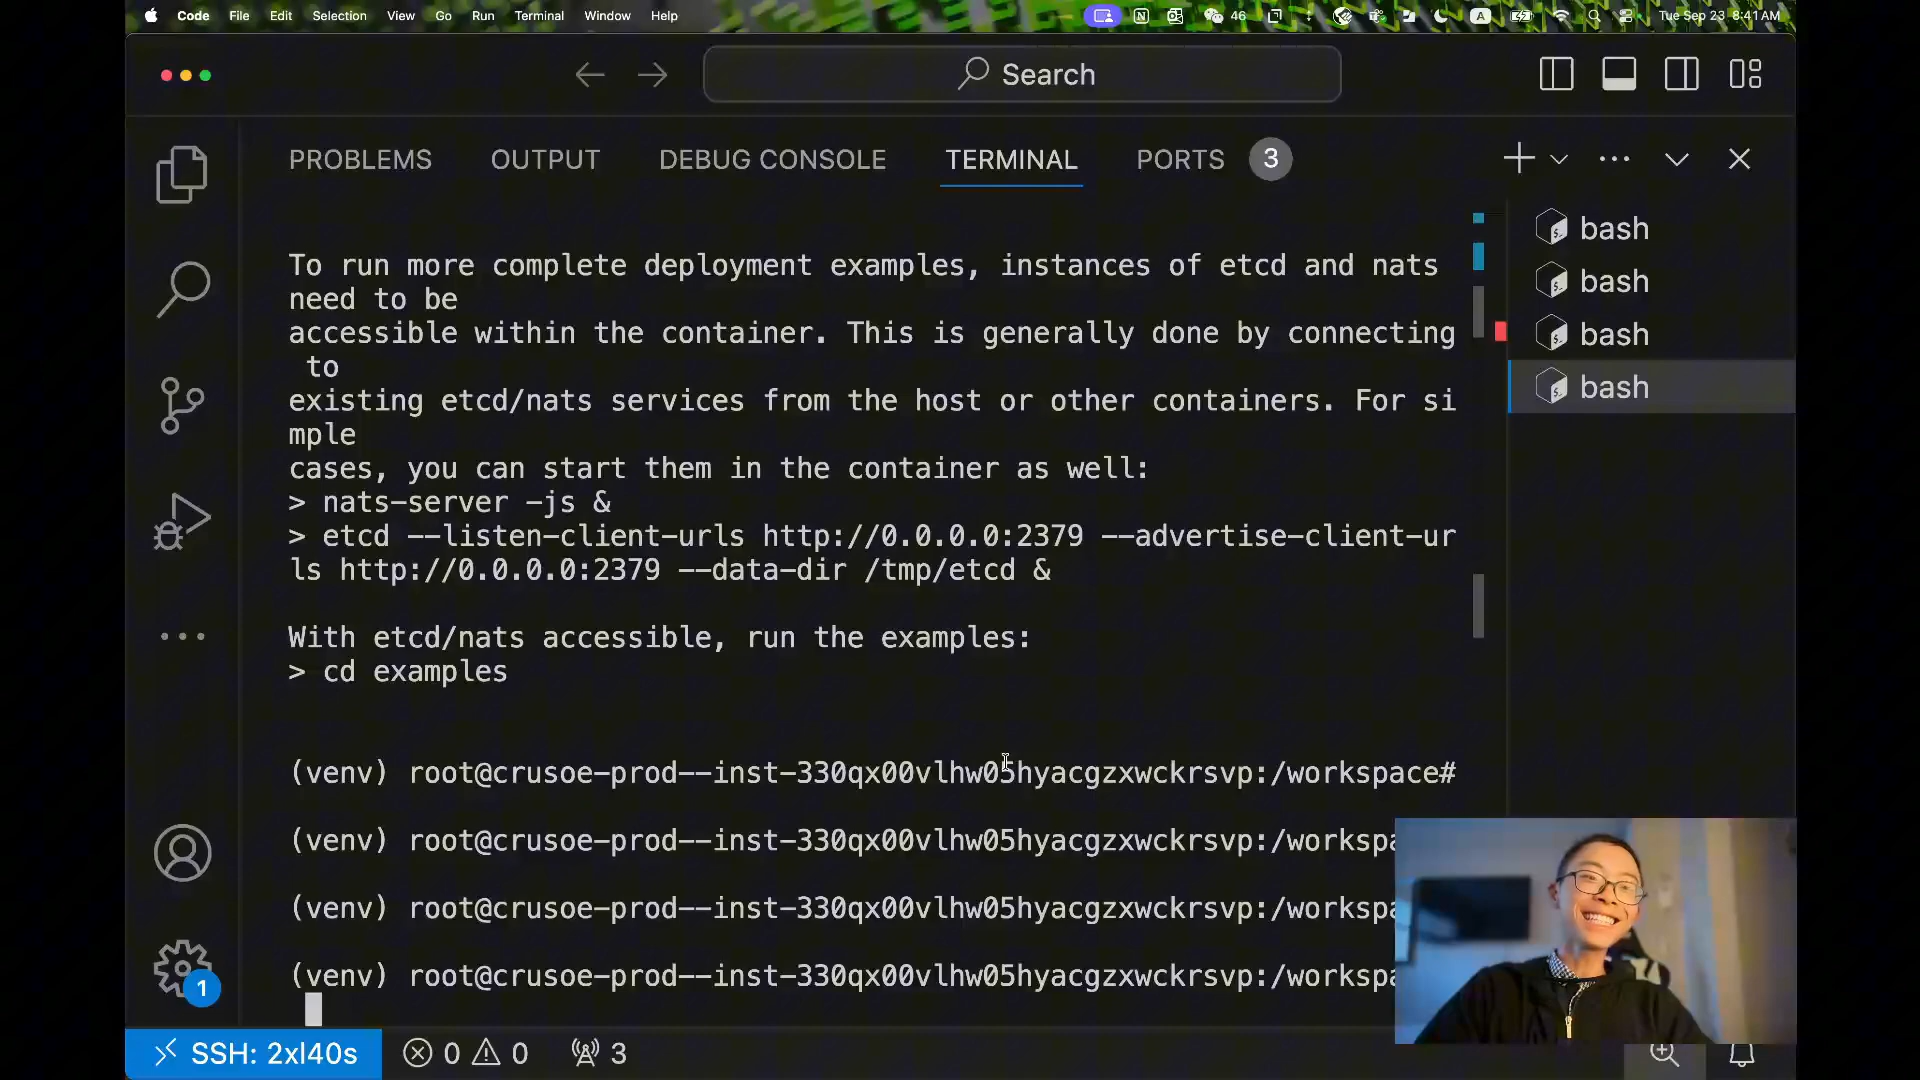 Code File Edit Selection View Go Run Terminal Window Help 46 A Tue Sep 23 8:41 AM
Search
PROBLEMS OUTPUT DEBUG CONSOLE TERMINAL PORTS 3
bash
bash
bash
bash
To run more complete deployment examples, instances of etcd and nats
need to be
accessible within the container. This is generally done by connecting
to
existing etcd/nats services from the host or other containers. For si
mple
cases, you can start them in the container as well:
> nats-server -js &
> etcd --listen-client-urls http://0.0.0.0:2379 --advertise-client-ur
ls http://0.0.0.0:2379 --data-dir /tmp/etcd &
With etcd/nats accessible, run the examples:
> cd examples
(venv) root@crusoe-prod--inst-330qx00vlhw05hyacgzxwckrsvp:/workspace#
(venv) root@crusoe-prod--inst-330qx00vlhw05hyacgzxwckrsvp:/workspa
(venv) root@crusoe-prod--inst-330qx00vlhw05hyacgzxwckrsvp:/workspa
(venv) root@crusoe-prod--inst-330qx00vlhw05hyacgzxwckrsvp:/workspa
1
SSH: 2xl40s 0 0 3